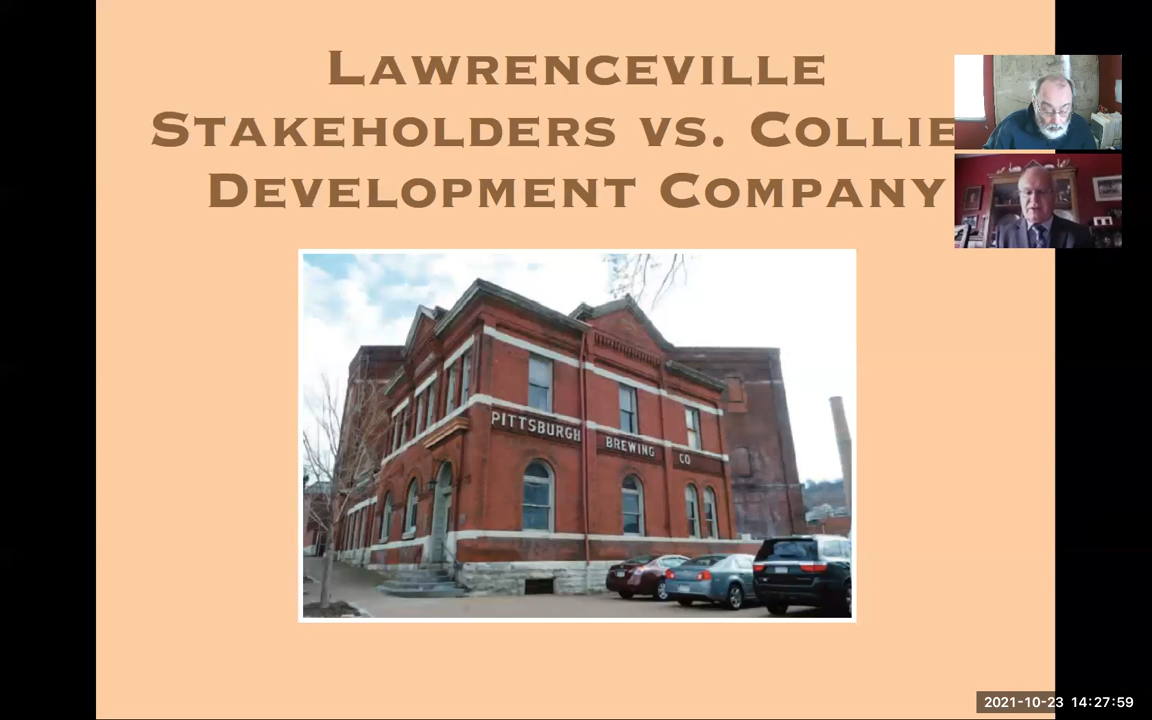 LAWRENCEVILLE
STAKEHOLDERS VS. COLLIE
DEVELOPMENT COMPANY
PITTSBURGH BREWING CO
2021-10-23 14:27:59